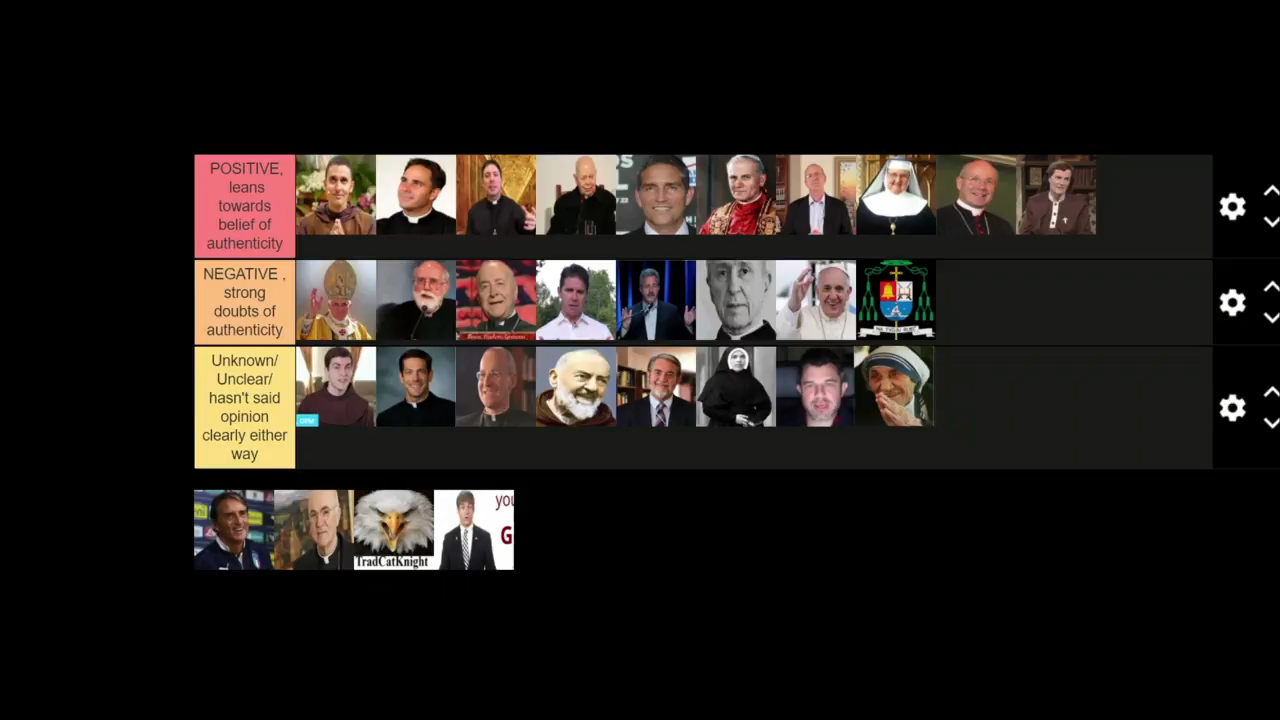 POSITIVE,
leans
towards
belief of
authenticity
NEGATIVE ,
strong
doubts of
authenticity
Unknown/
Unclear/
hasn't said
opinion
clearly either
way
TradCatKnight
you
G